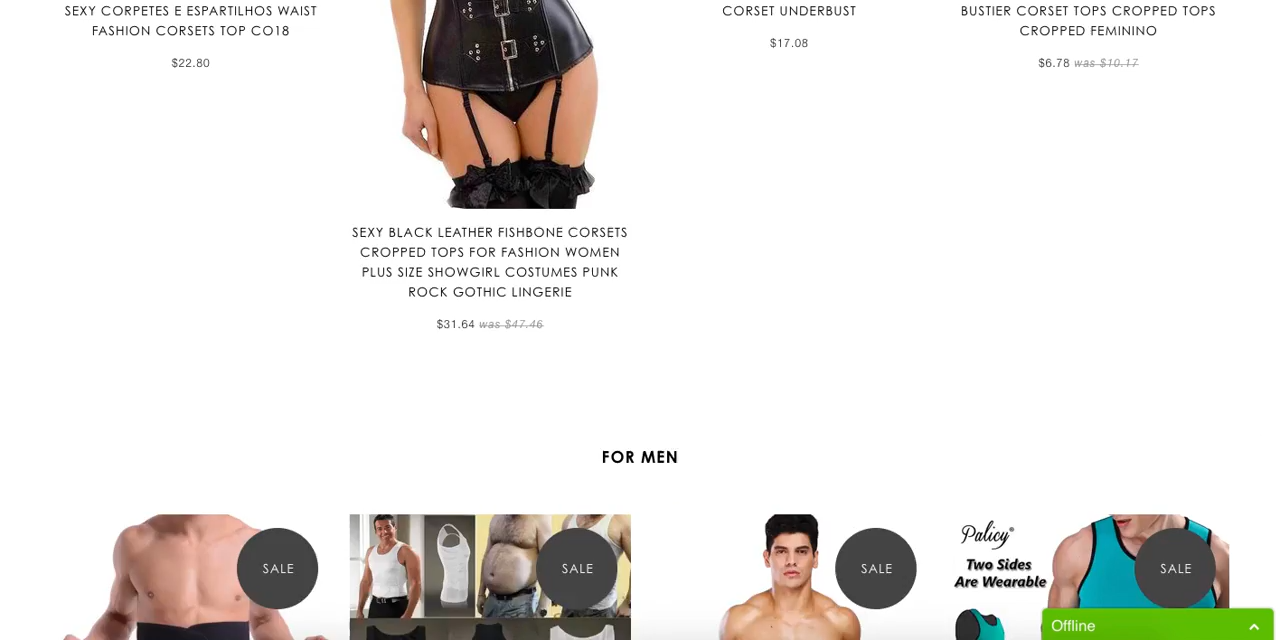 SEXY CORPETES E ESPARTILHOS WAIST
FASHION CORSETS TOP CO18
$22.80
SEXY BLACK LEATHER FISHBONE CORSETS
CROPPED TOPS FOR FASHION WOMEN
PLUS SIZE SHOWGIRL COSTUMES PUNK
ROCK GOTHIC LINGERIE
$31.64 was $47.46
CORSET UNDERBUST
$17.08
BUSTIER CORSET TOPS CROPPED TOPS
CROPPED FEMININO
$6.78 was $10.17
FOR MEN
SALE
SALE
SALE
Palicy®
Two Sides
Are Wearable
SALE
Offline